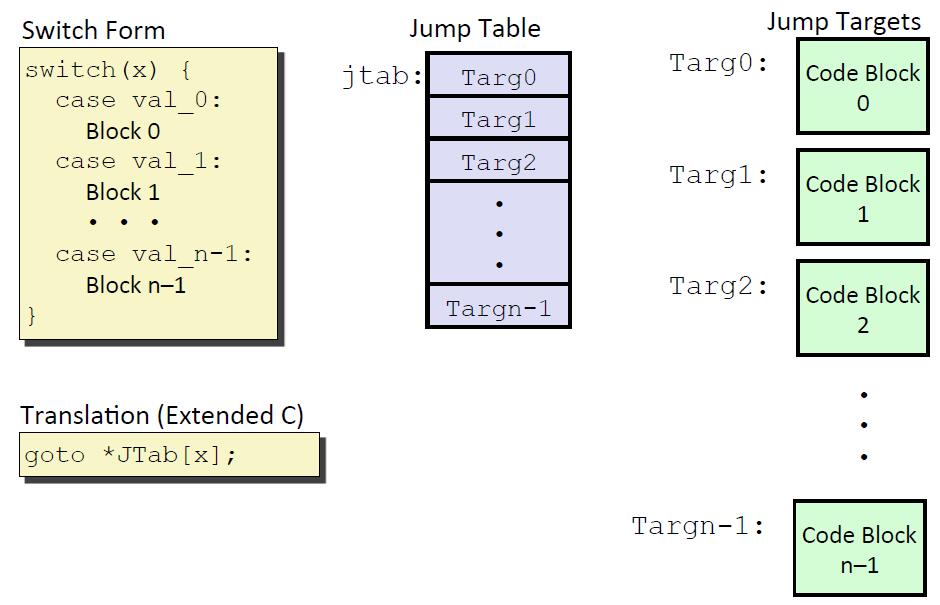 Switch Form
switch(x) {
case val_0:
Block 0
case val_1:
Block 1
• • •
case val_n-1:
Block n–1
}
Translation (Extended C)
goto *JTab[x];
Jump Table
jtab:
Targ0
Targ1
Targ2
•
•
•
Targn-1
Jump Targets
Targ0:
Code Block
0
Targ1:
Code Block
1
Targ2:
Code Block
2
•
•
•
Targn-1:
Code Block
n–1